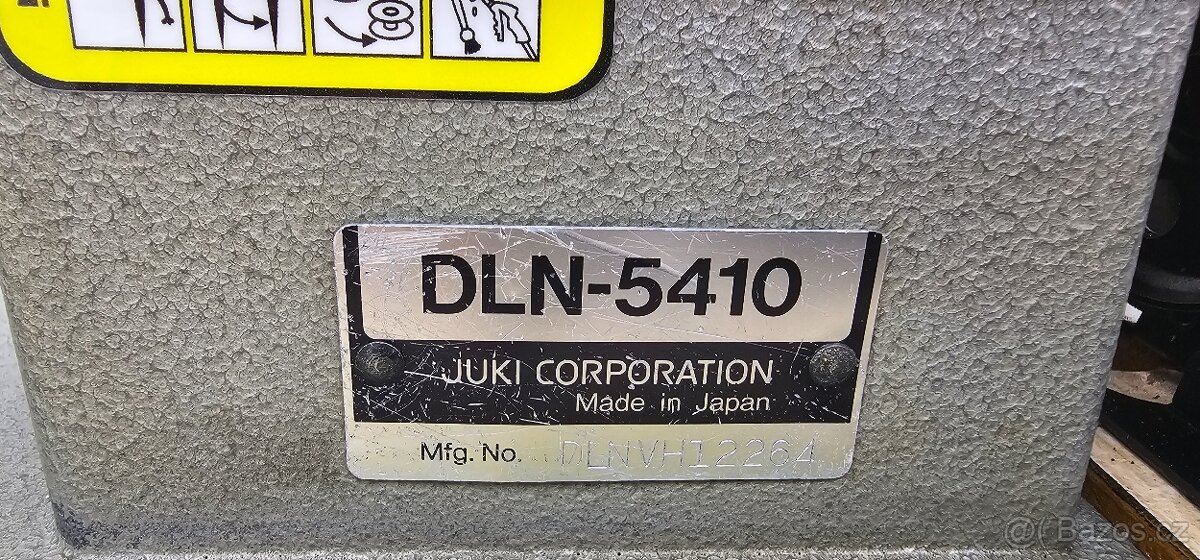 DLN-5410
JUKI CORPORATION
Made in Japan
Mfg. No. DLNVH12264
@( Bazos.cz